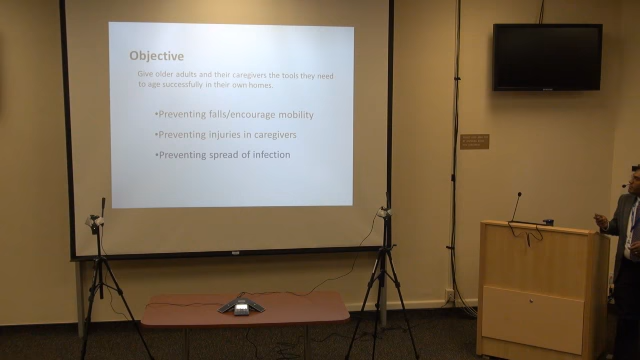 Objective
Give older adults and their caregivers the tools they need
to age successfully in their own homes.
•Preventing falls/encourage mobility
•Preventing injuries in caregivers
•Preventing spread of infection